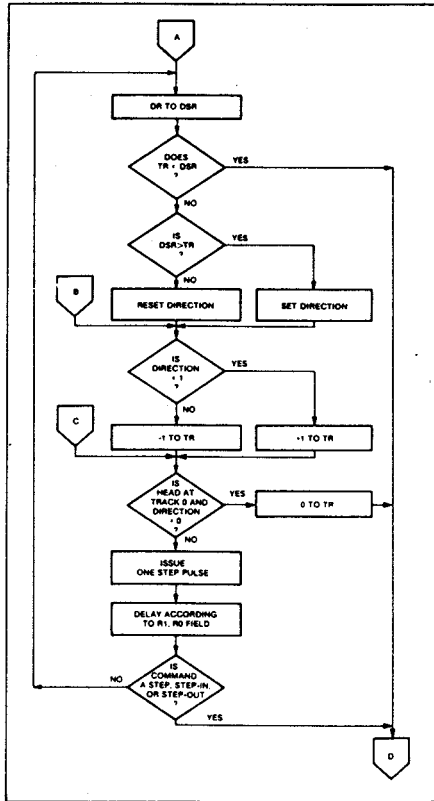 A
DR TO DSR
DOES
TR = DSR
?
YES
NO
IS
DSR>TR
?
YES
NO
B
RESET DIRECTION
SET DIRECTION
IS
DIRECTION
= 1
?
YES
NO
C
-1 TO TR
+1 TO TR
IS
HEAD AT
TRACK 0 AND
DIRECTION
= 0
?
YES
0 TO TR
NO
ISSUE
ONE STEP PULSE
DELAY ACCORDING
TO R1, R0 FIELD
IS
COMMAND
A STEP, STEP-IN,
OR STEP-OUT
?
NO
YES
D